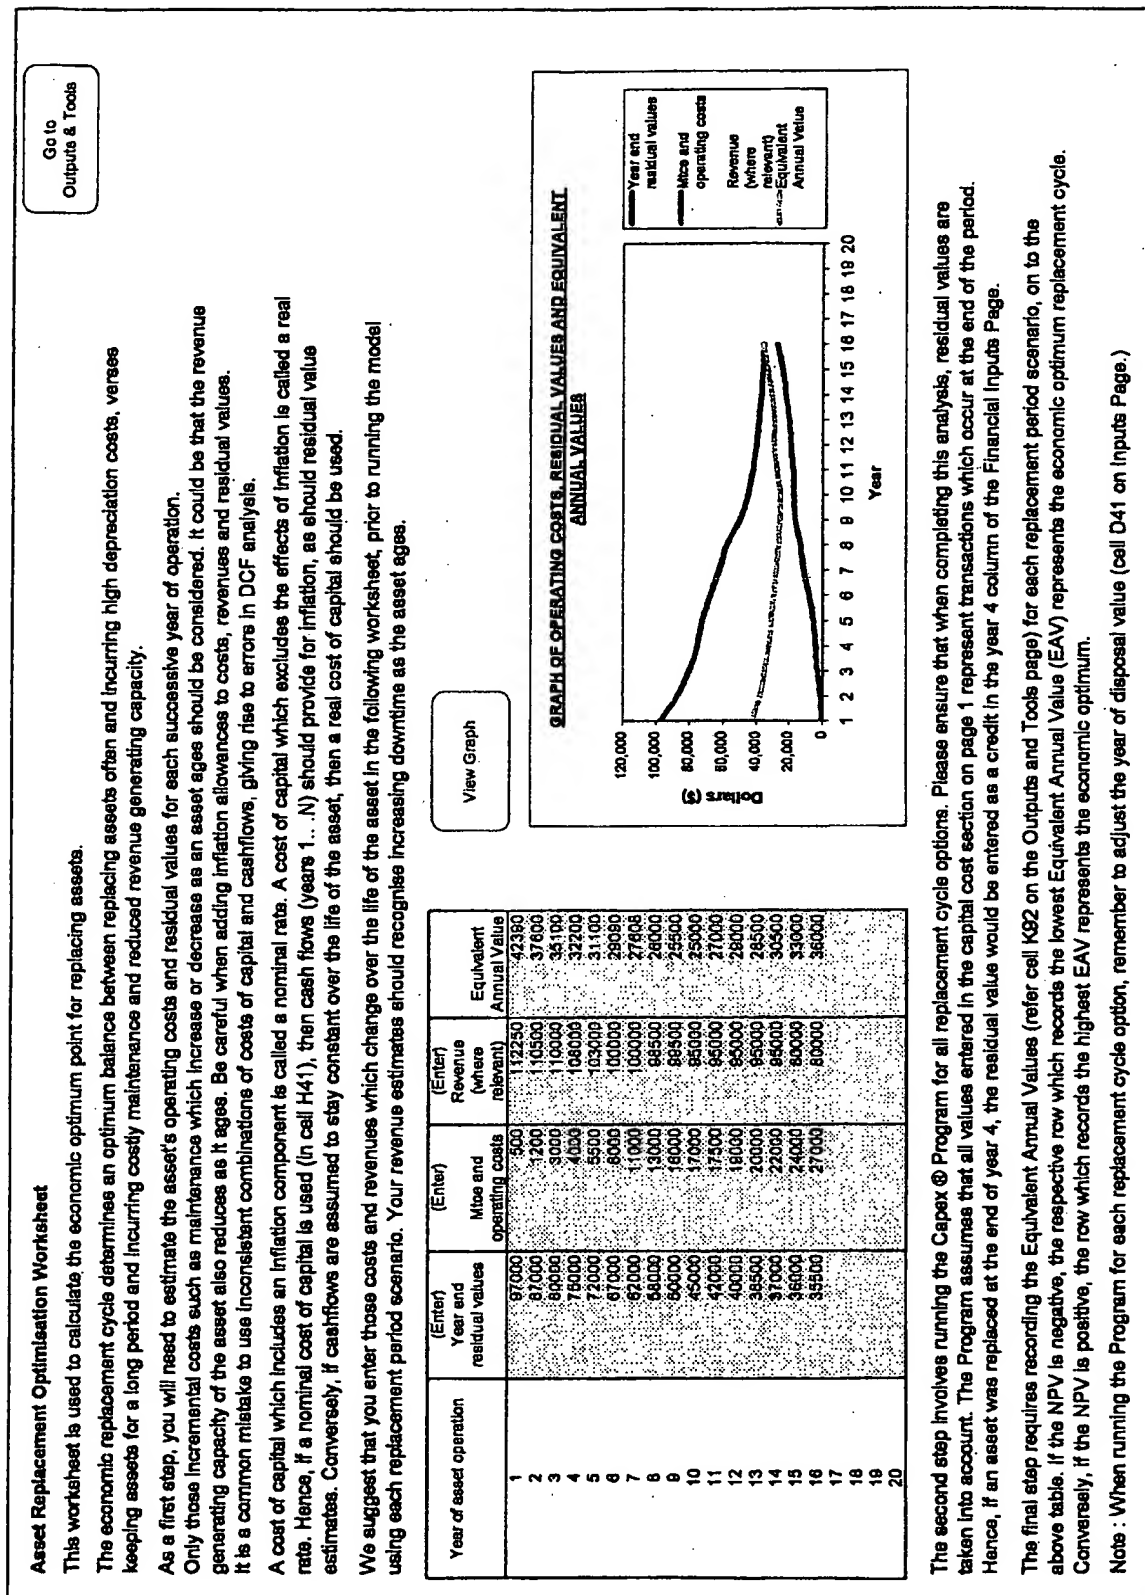 Go to
Outputs & Tools
Asset Replacement Optimisation Worksheet
This worksheet is used to calculate the economic optimum point for replacing assets.
The economic replacement cycle determines an optimum balance between replacing assets often and incurring high depreciation costs, verses
keeping assets for a long period and incurring costly maintenance and reduced revenue generating capacity.
As a first step, you will need to estimate the asset's operating costs and residual values for each successive year of operation.
Only those incremental costs such as maintenance which increase or decrease as an asset ages should be considered. It could be that the revenue
generating capacity of the asset also reduces as it ages. Be careful when adding inflation allowances to costs, revenues and residual values.
It is a common mistake to use inconsistent combinations of costs of capital and cashflows, giving rise to errors in DCF analysis.
A cost of capital which includes an inflation component is called a nominal rate. A cost of capital which excludes the effects of inflation is called a real
rate. Hence, if a nominal cost of capital is used (in cell H41), then cash flows (years 1.. .N) should provide for inflation, as should residual value
estimates. Conversely, if cashflows are assumed to stay constant over the life of the asset, then a real cost of capital should be used.
We suggest that you enter those costs and revenues which change over the life of the asset in the following worksheet, prior to running the model
using each replacement period scenario. Your revenue estimates should recognise increasing downtime as the asset ages.
Year of asset operation | (Enter) Year end residual values | (Enter) Mtce and operating costs | (Enter) Revenue (where relevant) | Equivalent Annual Value
1 97000 500 112250 42390
2 87000 1200 110500 37600
3 80000 3000 110000 35100
4 76000 4000 108000 32200
5 72000 5500 103000 31100
6 67000 8000 100000 29090
7 62000 11000 100000 27608
8 58000 13000 98500 26000
9 50000 16000 99500 25500
10 45000 17000 95000 25000
11 42000 17500 95000 27000
12 40000 19000 95000 29000
13 38500 20000 95000 28500
14 37000 22000 85000 30500
15 36000 24000 80000 33000
16 35500 27000 80000 36000
17
18
19
20
View Graph
GRAPH OF OPERATING COSTS, RESIDUAL VALUES AND EQUIVALENT
ANNUAL VALUES
Dollars ($)
120,000
100,000
80,000
60,000
40,000
20,000
0
1 2 3 4 5 6 7 8 9 10 11 12 13 14 15 16 17 18 19 20
Year
Year end
residual values
Mtce and
operating costs
Revenue
(where
relevant)
Equivalent
Annual Value
The second step involves running the Capex ® Program for all replacement cycle options. Please ensure that when completing this analysis, residual values are
taken into account. The Program assumes that all values entered in the capital cost section on page 1 represent transactions which occur at the end of the period.
Hence, if an asset was replaced at the end of year 4, the residual value would be entered as a credit in the year 4 column of the Financial Inputs Page.
The final step requires recording the Equivalent Annual Values (refer cell K92 on the Outputs and Tools page) for each replacement period scenario, on to the
above table. If the NPV is negative, the respective row which records the lowest Equivalent Annual Value (EAV) represents the economic optimum replacement cycle.
Conversely, if the NPV is positive, the row which records the highest EAV represents the economic optimum.
Note : When running the Program for each replacement cycle option, remember to adjust the year of disposal value (cell D41 on Inputs Page.)